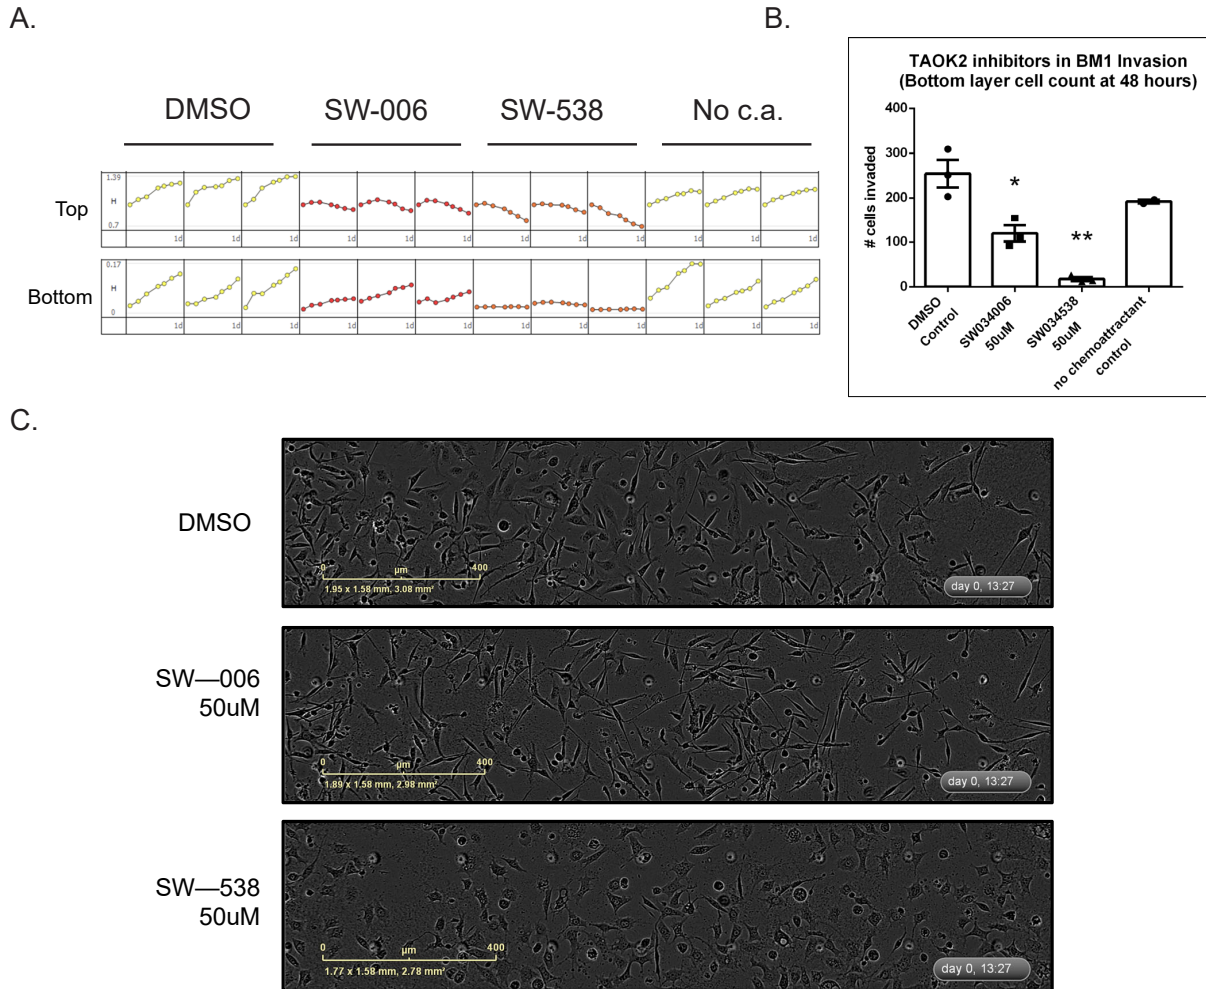 A.
DMSO
SW-006
SW-538
No c.a.
Top
1.39
H
0.7
1d 1d 1d 1d 1d 1d 1d 1d 1d 1d 1d 1d
Bottom
0.17
H
0
1d 1d 1d 1d 1d 1d 1d 1d 1d 1d 1d 1d
B.
TAOK2 inhibitors in BM1 Invasion
(Bottom layer cell count at 48 hours)
# cells invaded
400
300
200
100
0
*
**
DMSO
Control
SW034006
50uM
SW034538
50uM
no chemoattractant
control
C.
DMSO
0 µm 400
1.95 x 1.58 mm, 3.08 mm²
day 0, 13:27
SW—006
50uM
0 µm 400
1.89 x 1.58 mm, 2.98 mm²
day 0, 13:27
SW—538
50uM
0 µm 400
1.77 x 1.58 mm, 2.78 mm²
day 0, 13:27